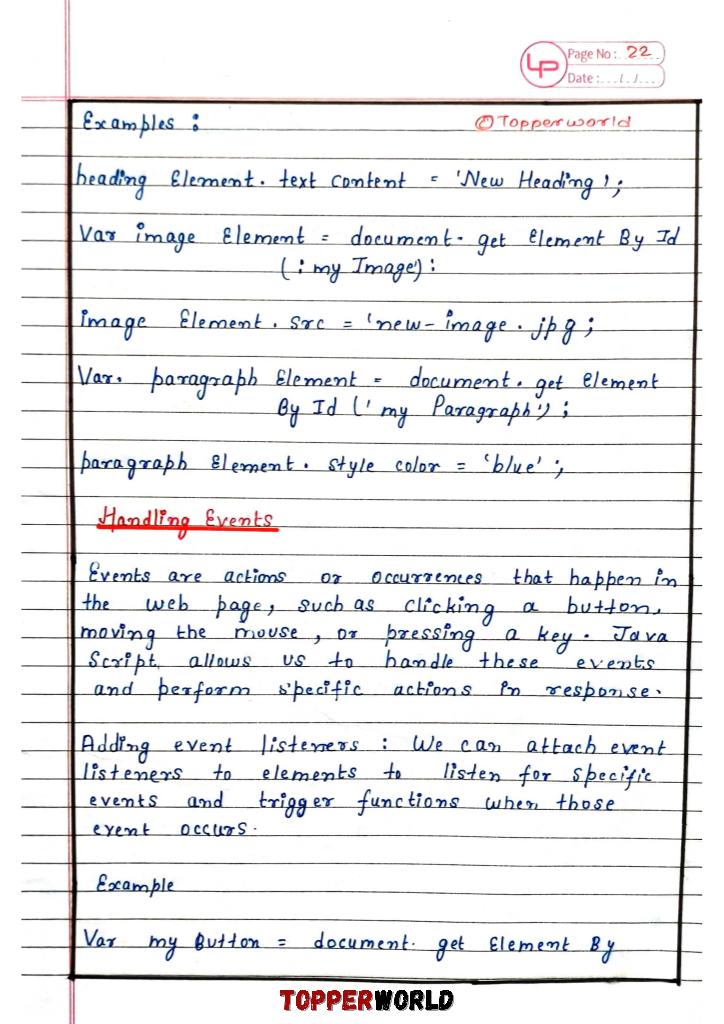 LP
Page No: 22
Date: ... / ... / ...
Examples :
© Topperworld
heading Element. text content = 'New Heading';
Var image Element = document. get Element By Id
(: my Image'):
image Element. src = 'new-image.jpg;
Var. paragraph Element = document. get Element
By Id (' my Paragraph');
paragraph Element. style color = 'blue' ;
Handling Events
Events are actions or occurrences that happen in
the web page, such as clicking a button,
moving the mouse, or pressing a key. Java
Script allows us to handle these events
and perform specific actions in response.
Adding event listeners : We can attach event
listeners to elements to listen for specific
events and trigger functions when those
event occurs.
Example
Var my Button = document. get Element By
TOPPERWORLD